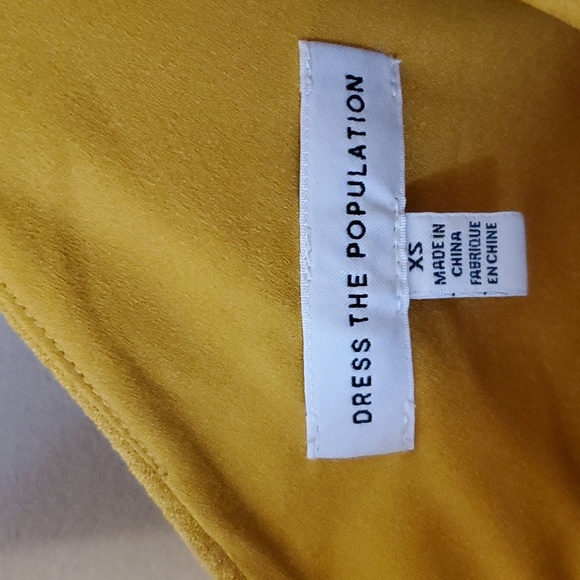 DRESS THE POPULATION
XS
MADE IN
CHINA
FABRIQUE
EN CHINE